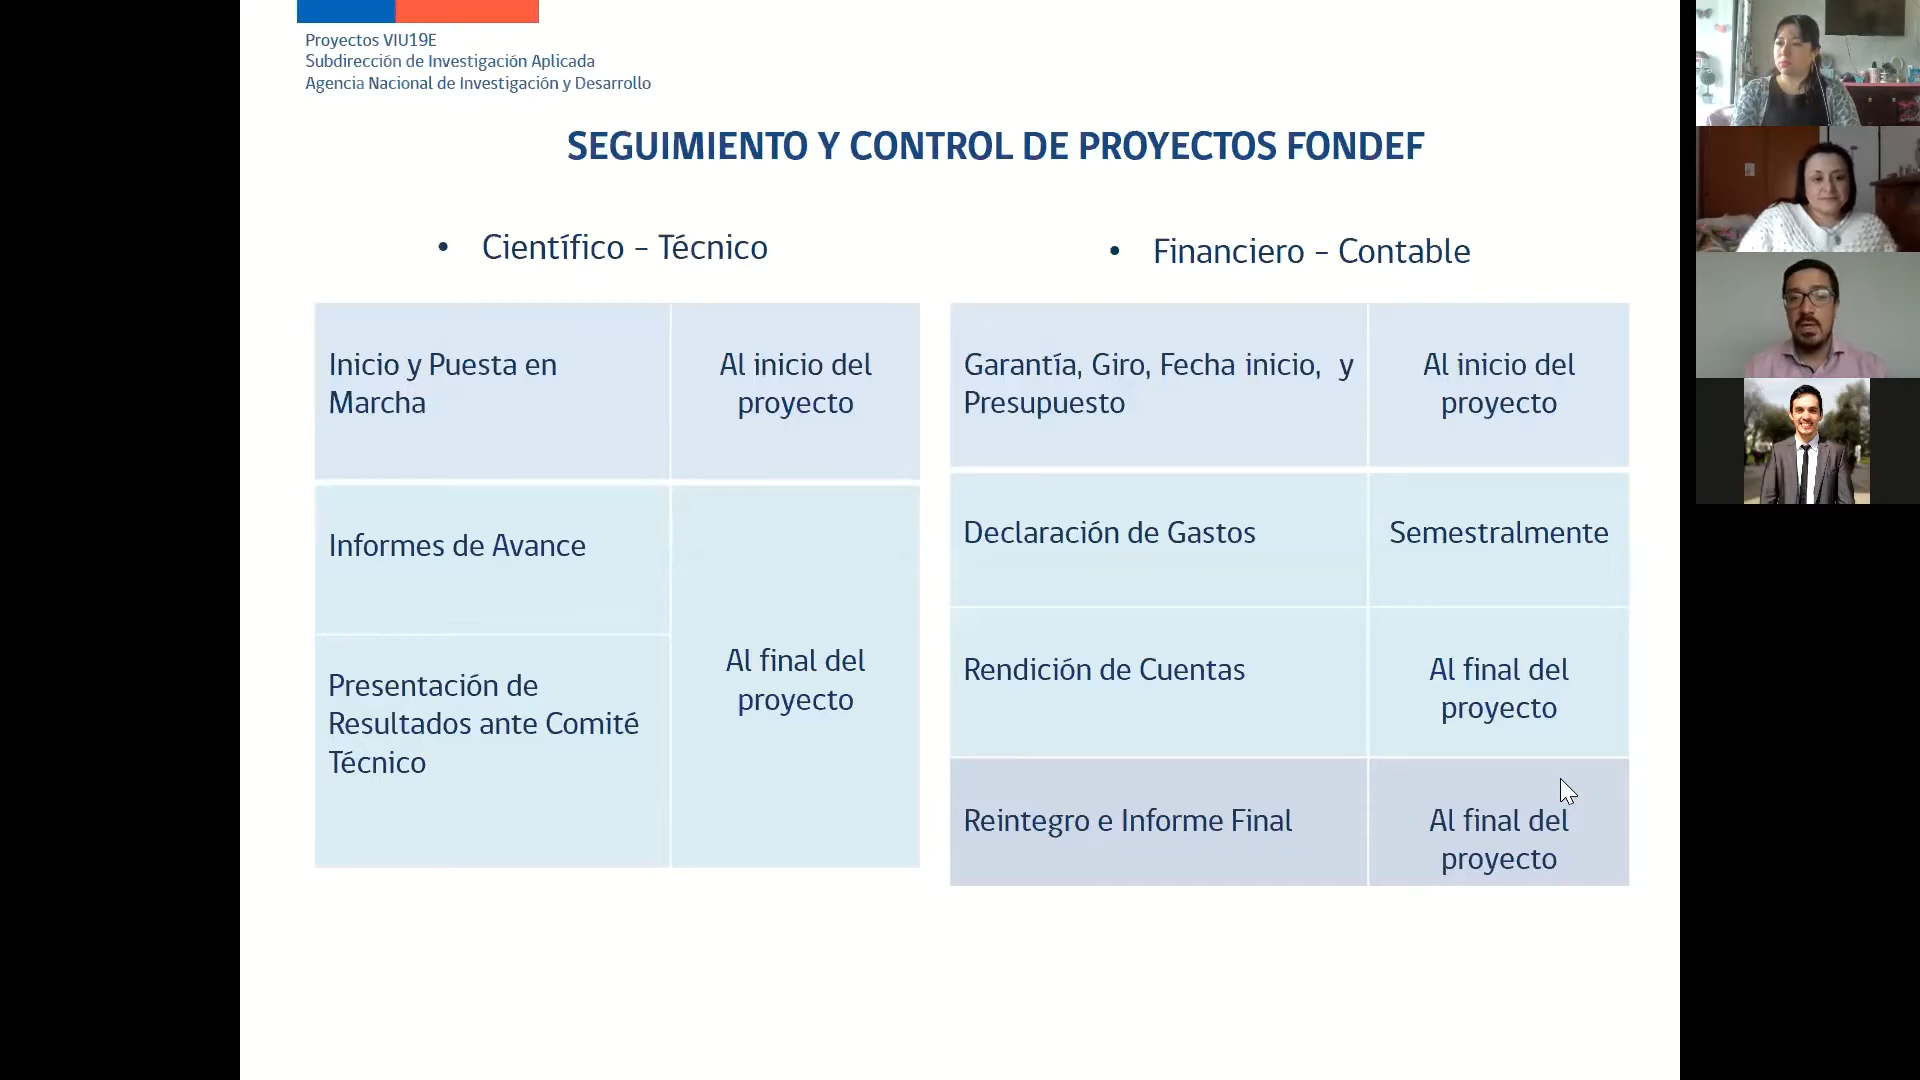 Proyectos VIU19E
Subdirección de Investigación Aplicada
Agencia Nacional de Investigación y Desarrollo
SEGUIMIENTO Y CONTROL DE PROYECTOS FONDEF
• Científico – Técnico
Inicio y Puesta en
Marcha
Al inicio del
proyecto
Informes de Avance
Presentación de
Resultados ante Comité
Técnico
Al final del
proyecto
• Financiero – Contable
Garantía, Giro, Fecha inicio, y
Presupuesto
Al inicio del
proyecto
Declaración de Gastos
Semestralmente
Rendición de Cuentas
Al final del
proyecto
Reintegro e Informe Final
Al final del
proyecto